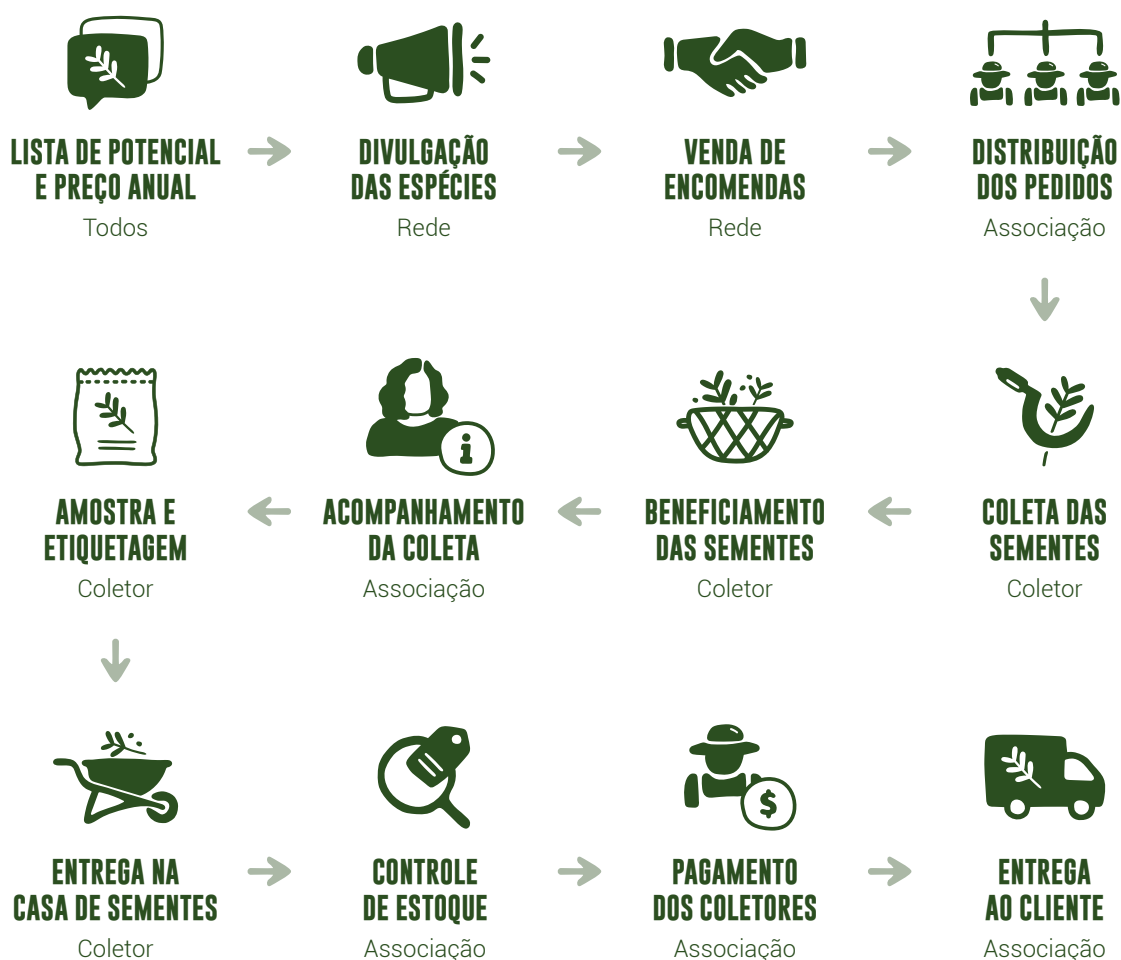 LISTA DE POTENCIAL
E PREÇO ANUAL
Todos
DIVULGAÇÃO
DAS ESPÉCIES
Rede
VENDA DE
ENCOMENDAS
Rede
DISTRIBUIÇÃO
DOS PEDIDOS
Associação
COLETA DAS
SEMENTES
Coletor
BENEFICIAMENTO
DAS SEMENTES
Coletor
i
ACOMPANHAMENTO
DA COLETA
Associação
AMOSTRA E
ETIQUETAGEM
Coletor
ENTREGA NA
CASA DE SEMENTES
Coletor
CONTROLE
DE ESTOQUE
Associação
$
PAGAMENTO
DOS COLETORES
Associação
ENTREGA
AO CLIENTE
Associação